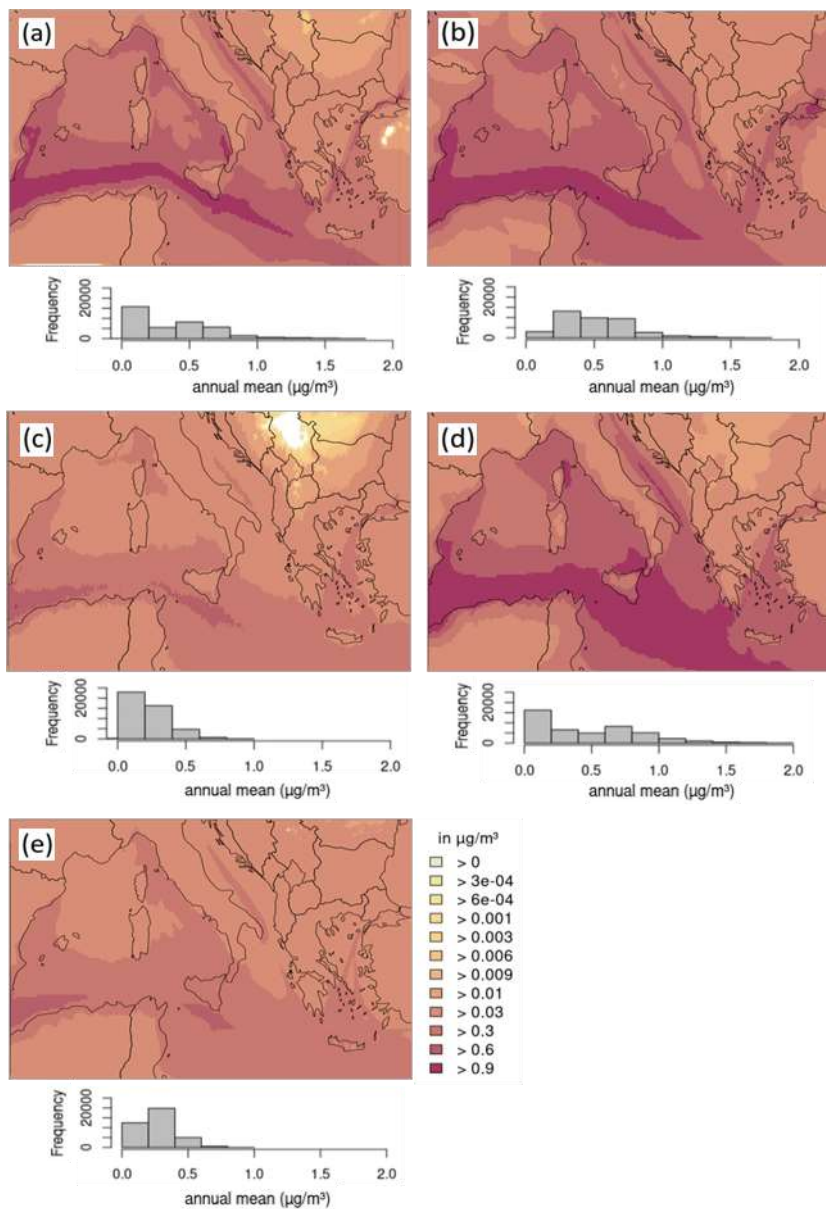 (a)
(b)
Frequency
0 20000
0.0 0.5 1.0 1.5 2.0
annual mean (µg/m³)
Frequency
0 20000
0.0 0.5 1.0 1.5 2.0
annual mean (µg/m³)
(c)
(d)
Frequency
0 20000
0.0 0.5 1.0 1.5 2.0
annual mean (µg/m³)
Frequency
0 20000
0.0 0.5 1.0 1.5 2.0
annual mean (µg/m³)
(e)
in µg/m³
> 0
> 3e-04
> 6e-04
> 0.001
> 0.003
> 0.006
> 0.009
> 0.01
> 0.03
> 0.3
> 0.6
> 0.9
Frequency
0 20000
0.0 0.5 1.0 1.5 2.0
annual mean (µg/m³)